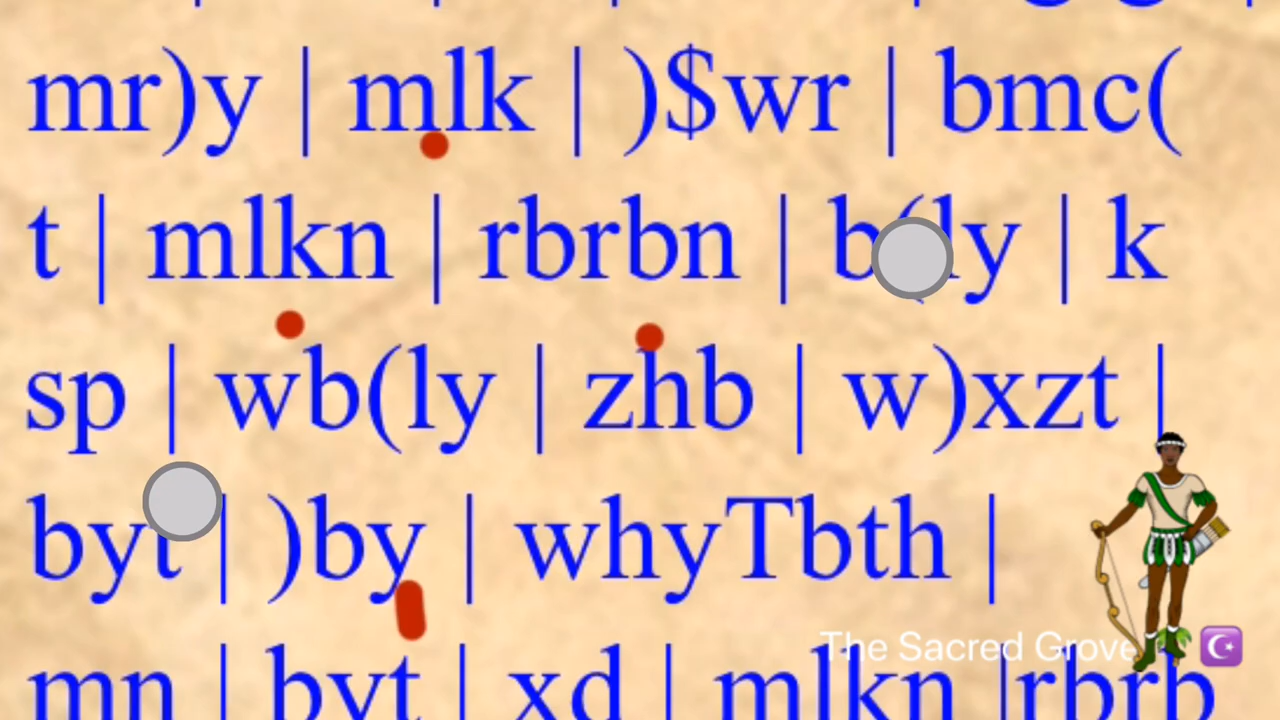 mr)y | mlk | )$wr | bmc(
t | mlkn | rbrbn | b(ly | k
sp | wb(ly | zhb | w)xzt |
byt | )by | whyTbth |
The Sacred Grove
mn | byt | xd | mlkn |rbrb